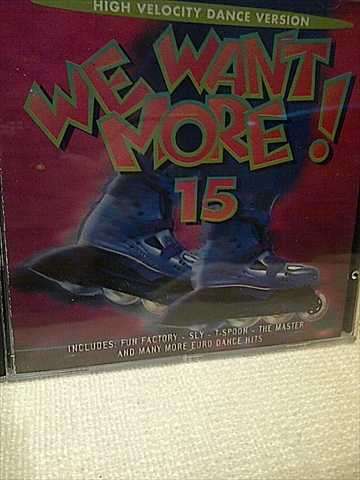 HIGH VELOCITY DANCE VERSION
WE WANT
MORE!
15
INCLUDES: FUN FACTORY - SLY - T-SPOON - THE MASTER
AND MANY MORE EURO DANCE HITS